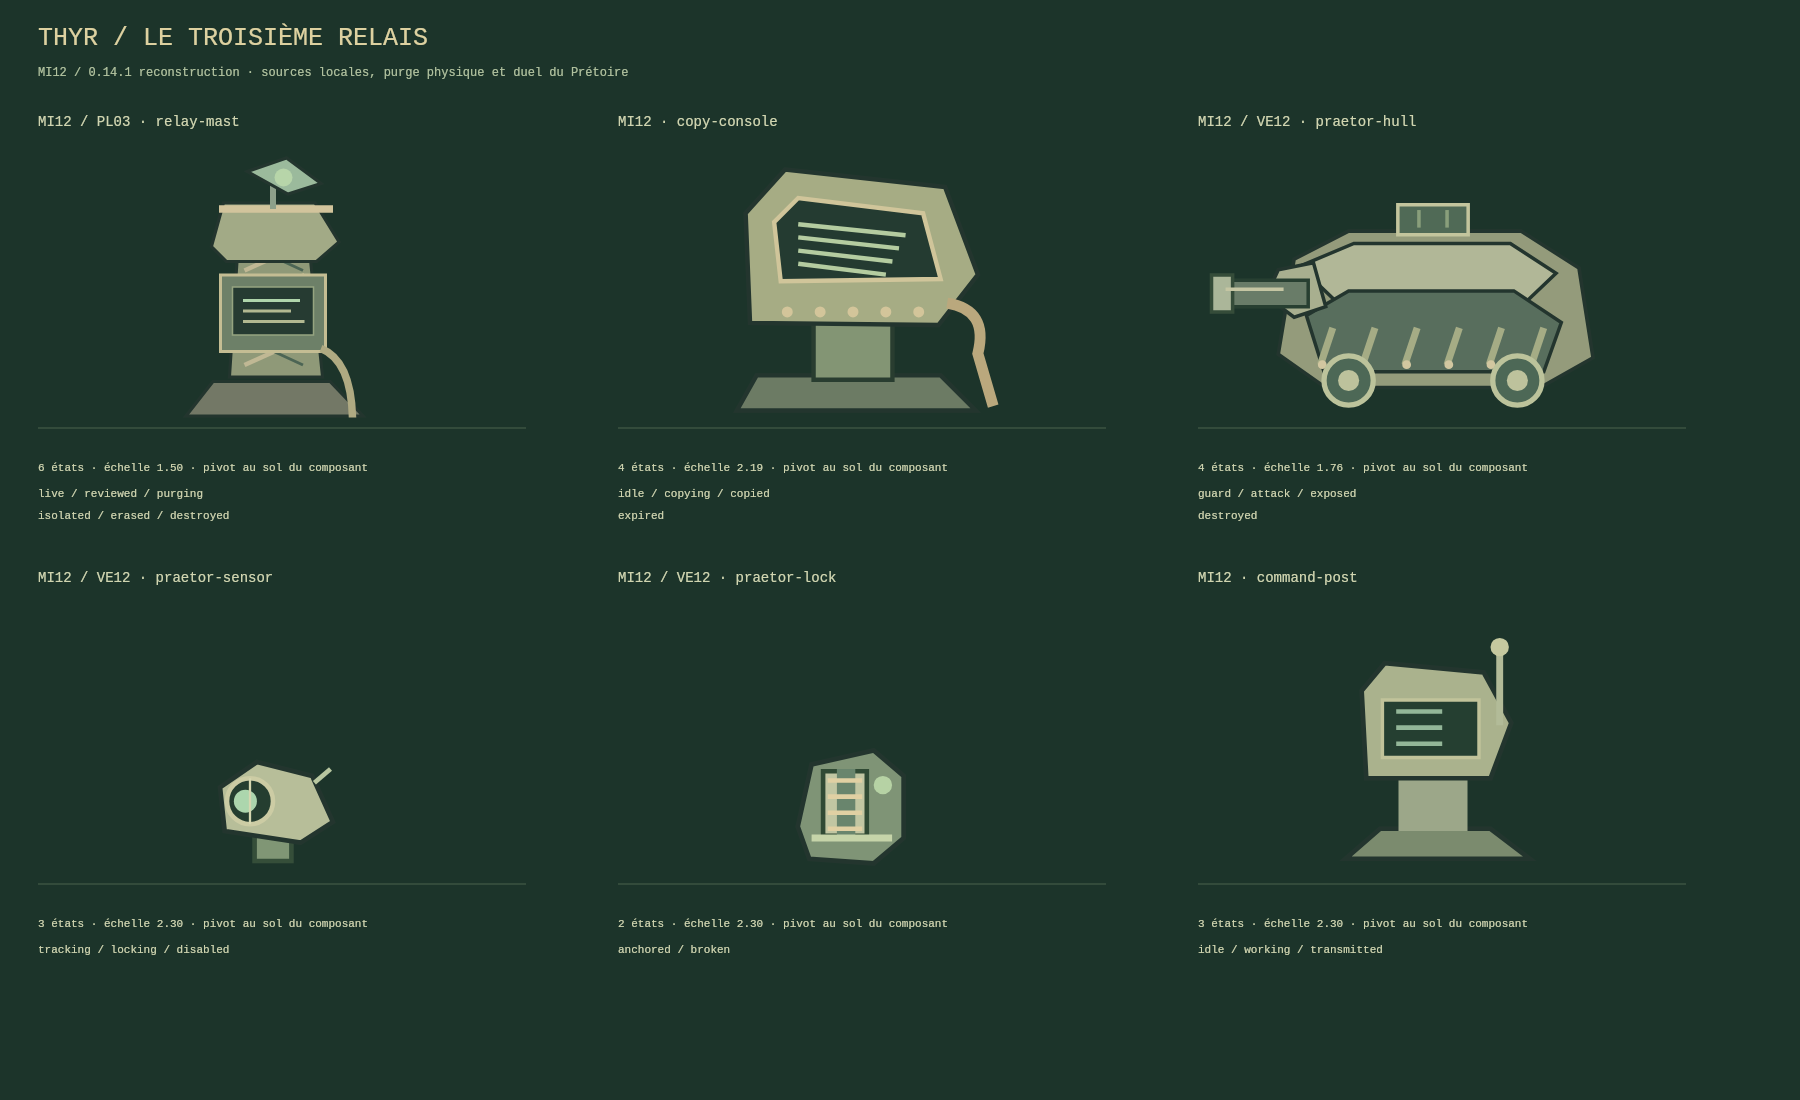 THYR / LE TROISIÈME RELAIS
MI12 / 0.14.1 reconstruction · sources locales, purge physique et duel du Prétoire
MI12 / PL03 · relay-mast
MI12 · copy-console
MI12 / VE12 · praetor-hull
6 états · échelle 1.50 · pivot au sol du composant
live / reviewed / purging
isolated / erased / destroyed
4 états · échelle 2.19 · pivot au sol du composant
idle / copying / copied
expired
4 états · échelle 1.76 · pivot au sol du composant
guard / attack / exposed
destroyed
MI12 / VE12 · praetor-sensor
MI12 / VE12 · praetor-lock
MI12 · command-post
3 états · échelle 2.30 · pivot au sol du composant
tracking / locking / disabled
2 états · échelle 2.30 · pivot au sol du composant
anchored / broken
3 états · échelle 2.30 · pivot au sol du composant
idle / working / transmitted